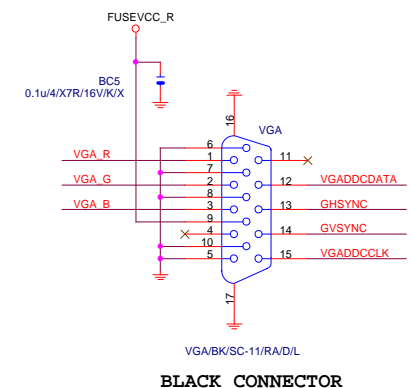 FUSEVCC_R
BC5
0.1u/4/X7R/16V/K/X
16
VGA
6
VGA_R 1 11
7
VGA_G 2 12 VGADDCDATA
8
VGA_B 3 13 GHSYNC
9
4 14 GVSYNC
10
5 15 VGADDCCLK
17
VGA/BK/SC-11/RA/D/L
BLACK CONNECTOR